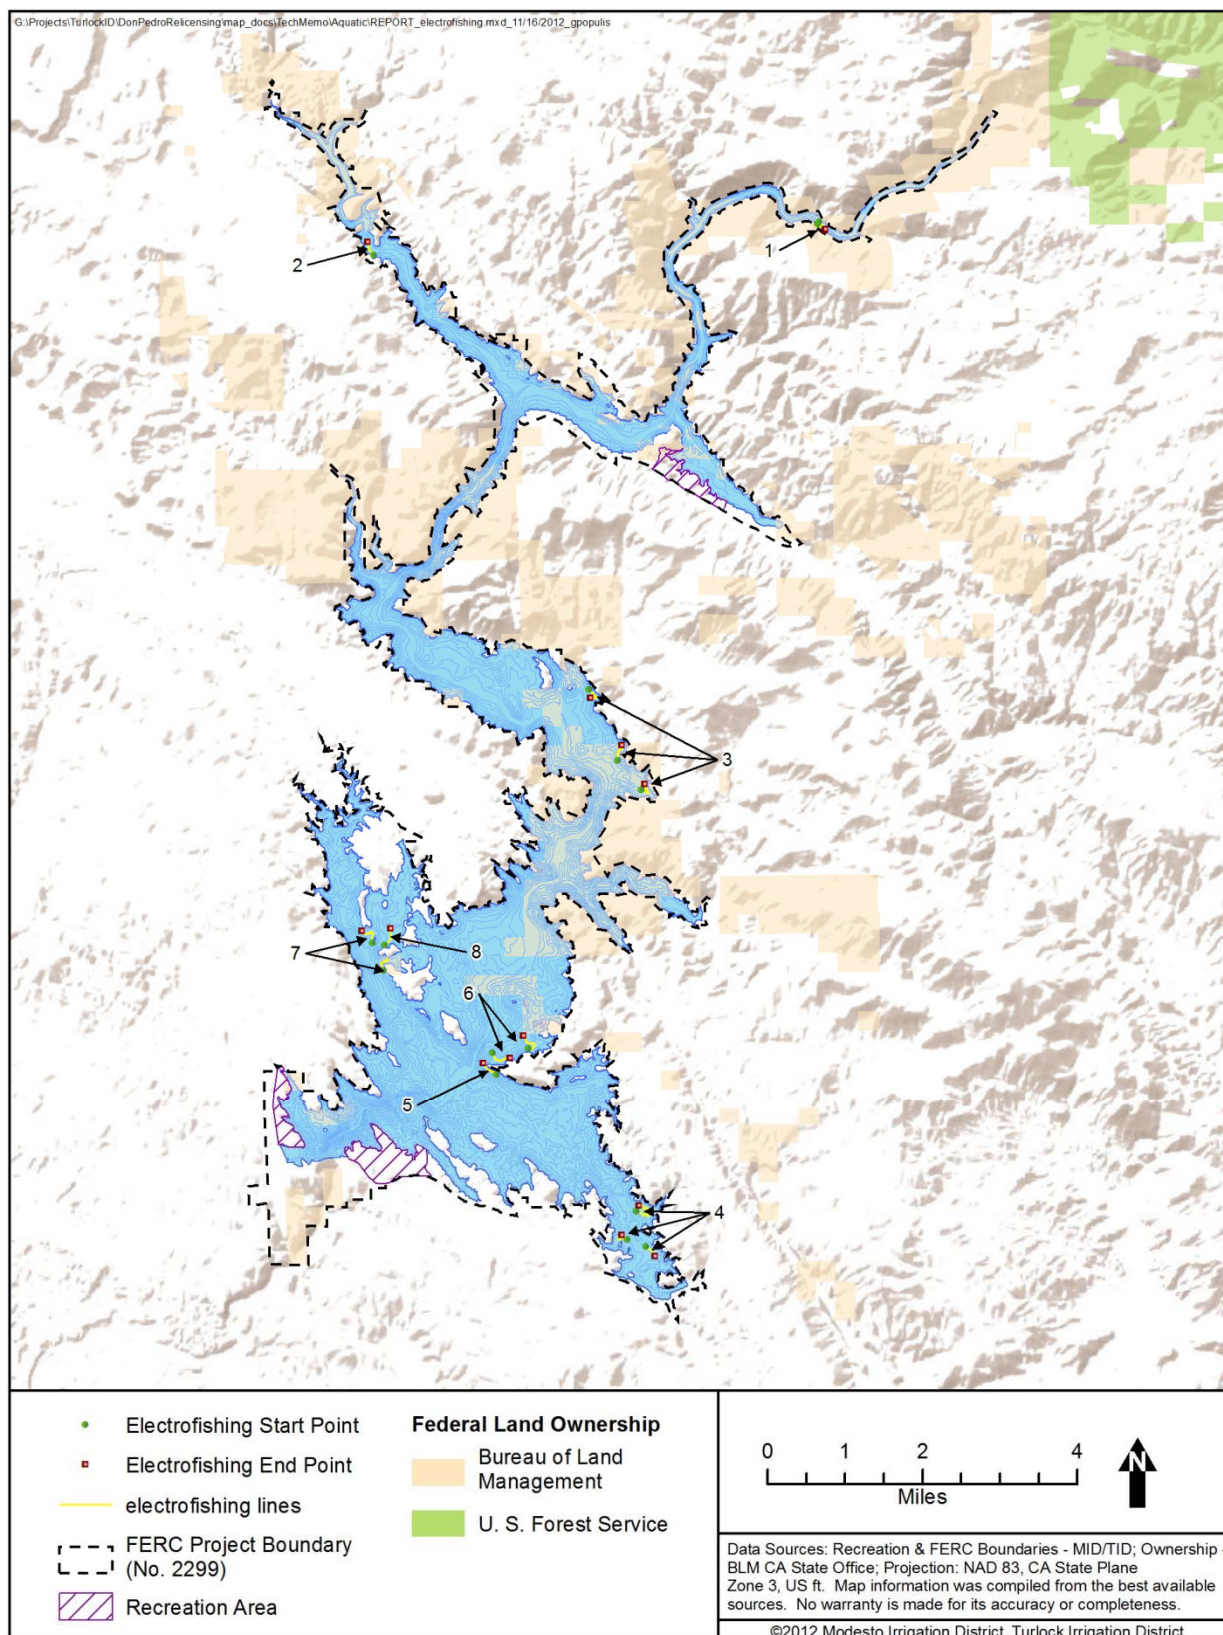 G:\Projects\TurlockID\DonPedroRelicensing\map_docs\TechMemo\Aquatic\REPORT_electrofishing.mxd_11/16/2012_gpopulis
1
2
3
7
8
6
5
4
Electrofishing Start Point
Electrofishing End Point
electrofishing lines
FERC Project Boundary
(No. 2299)
Recreation Area
Federal Land Ownership
Bureau of Land
Management
U. S. Forest Service
0 1 2 4
Miles
N
Data Sources: Recreation & FERC Boundaries - MID/TID; Ownership -
BLM CA State Office; Projection: NAD 83, CA State Plane
Zone 3, US ft. Map information was compiled from the best available
sources. No warranty is made for its accuracy or completeness.
©2012 Modesto Irrigation District, Turlock Irrigation District